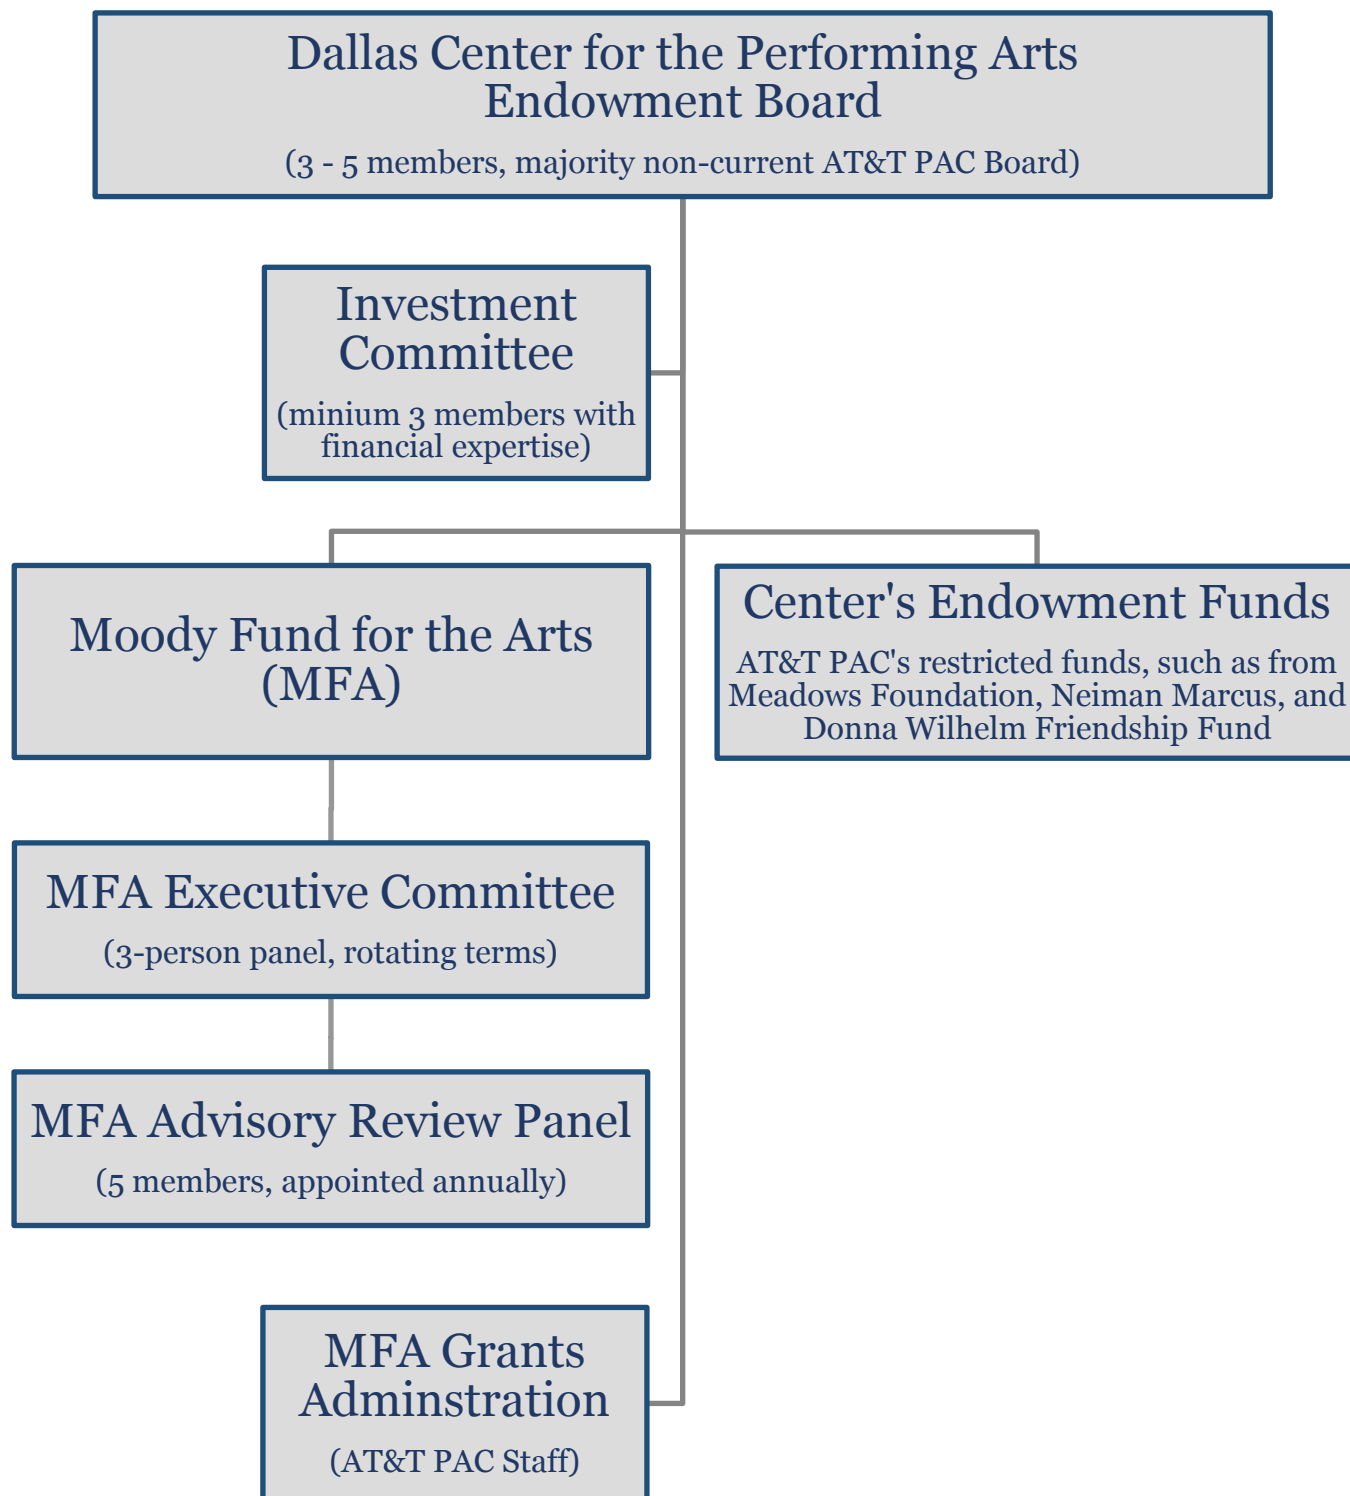 Dallas Center for the Performing Arts
Endowment Board
(3 - 5 members, majority non-current AT&T PAC Board)
Investment
Committee
(minium 3 members with
financial expertise)
Moody Fund for the Arts
(MFA)
Center's Endowment Funds
AT&T PAC's restricted funds, such as from
Meadows Foundation, Neiman Marcus, and
Donna Wilhelm Friendship Fund
MFA Executive Committee
(3-person panel, rotating terms)
MFA Advisory Review Panel
(5 members, appointed annually)
MFA Grants
Adminstration
(AT&T PAC Staff)